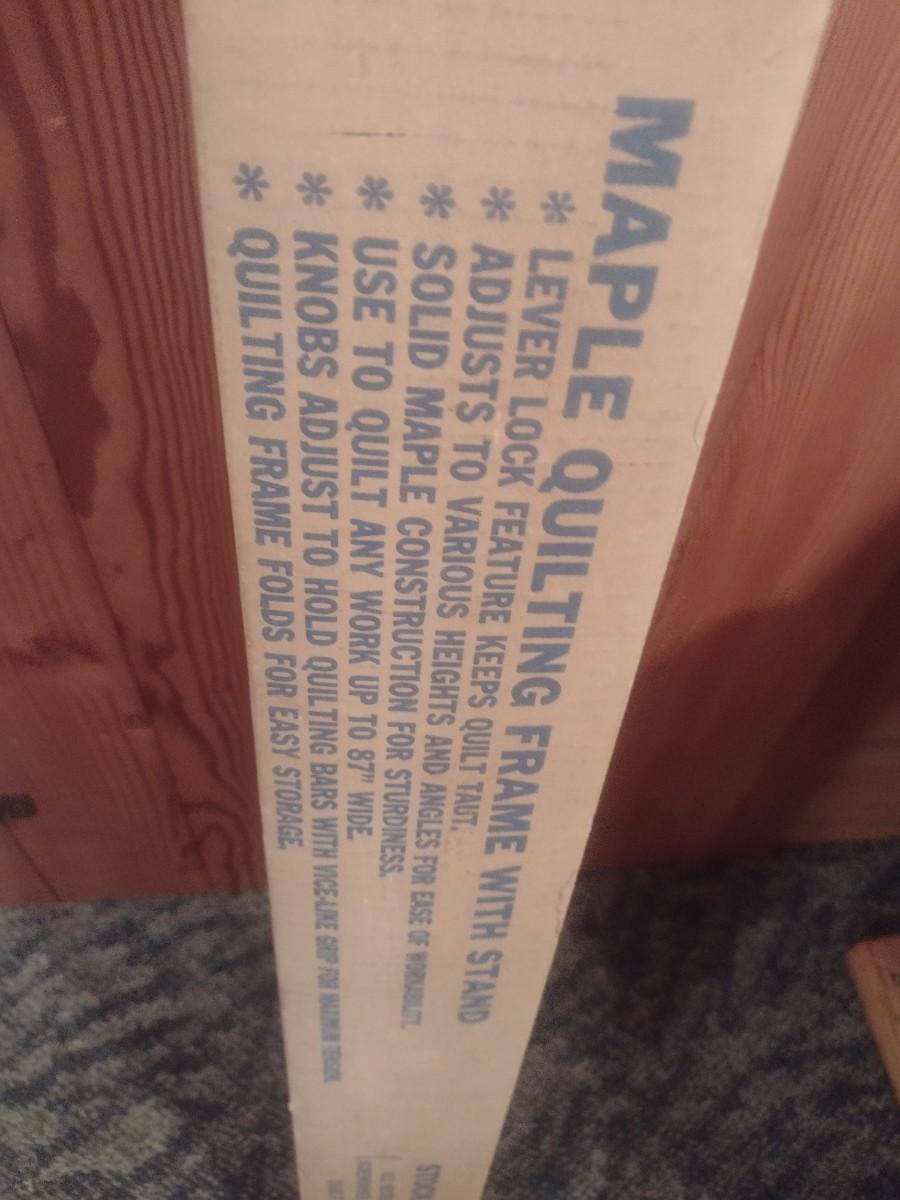 MAPLE QUILTING FRAME WITH STAND
* LEVER LOCK FEATURE KEEPS QUILT TAUT.
* ADJUSTS TO VARIOUS HEIGHTS AND ANGLES FOR EASE OF WORKABILITY.
* SOLID MAPLE CONSTRUCTION FOR STURDINESS.
* USE TO QUILT ANY WORK UP TO 87" WIDE.
* KNOBS ADJUST TO HOLD QUILTING BARS WITH VICE-LIKE GRIP FOR MAXIMUM TENSION.
* QUILTING FRAME FOLDS FOR EASY STORAGE.